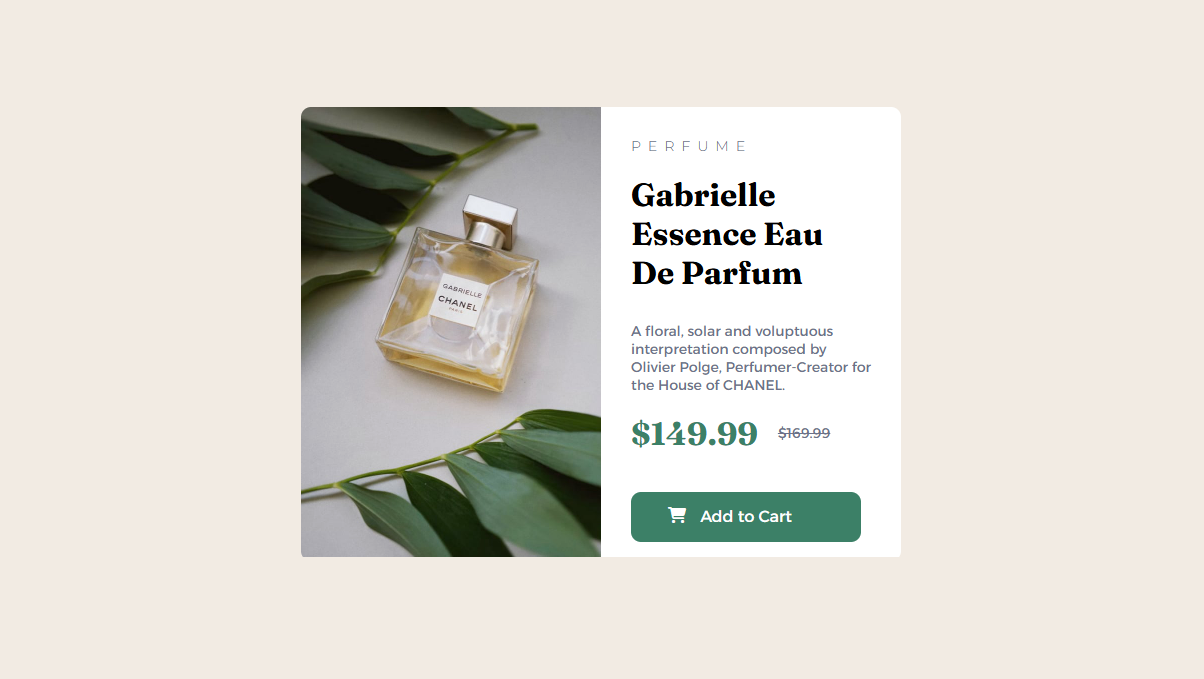 GABRIELLE
CHANEL
PARIS
PERFUME
Gabrielle
Essence Eau
De Parfum
A floral, solar and voluptuous
interpretation composed by
Olivier Polge, Perfumer-Creator for
the House of CHANEL.
$149.99 $169.99
Add to Cart